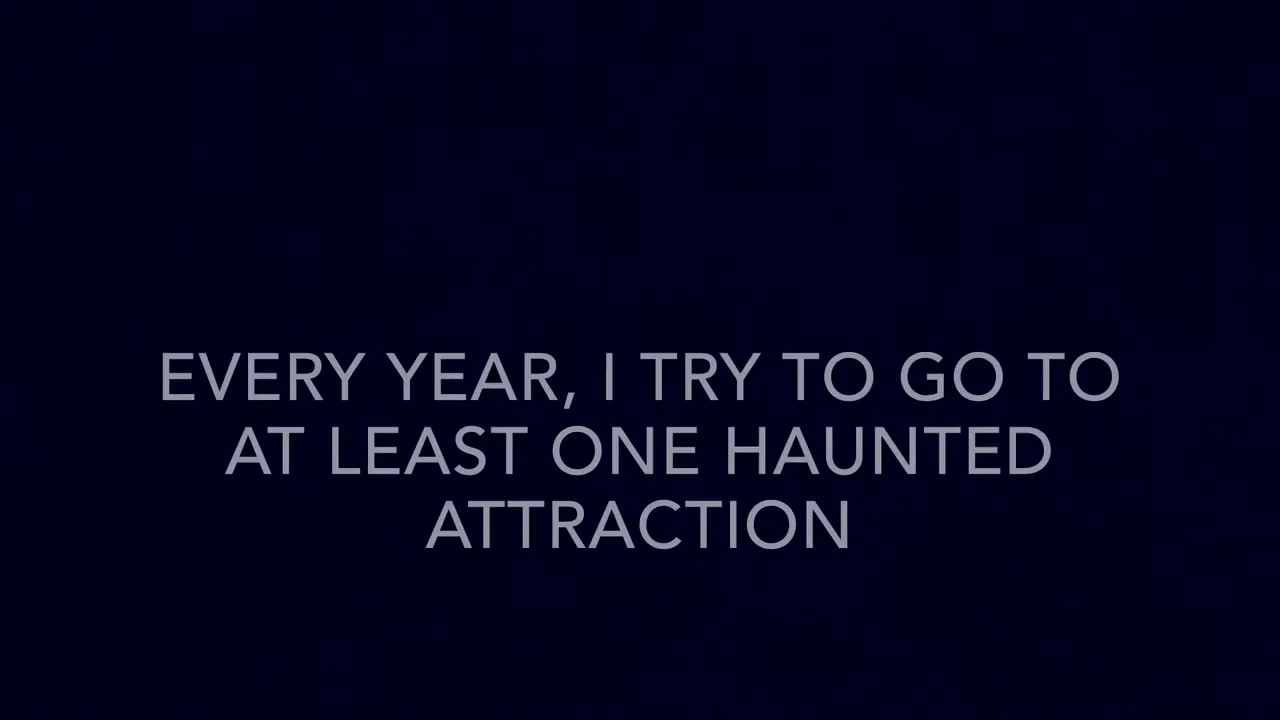 EVERY YEAR, I TRY TO GO TO
AT LEAST ONE HAUNTED
ATTRACTION